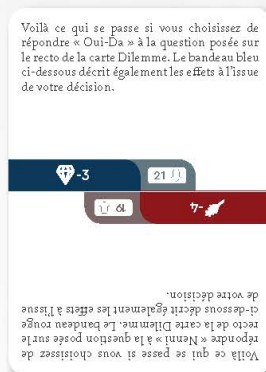 Voilà ce qui se passe si vous choisissez de
répondre « Oui-Da » à la question posée sur
le recto de la carte Dilemme. Le bandeau bleu
ci-dessous décrit également les effets à l'issue
de votre décision.
-3 21
-4 19
Voilà ce qui se passe si vous choisissez de
répondre « Nenni » à la question posée sur le
recto de la carte Dilemme. Le bandeau rouge
ci-dessous décrit également les effets à l'issue
de votre décision.